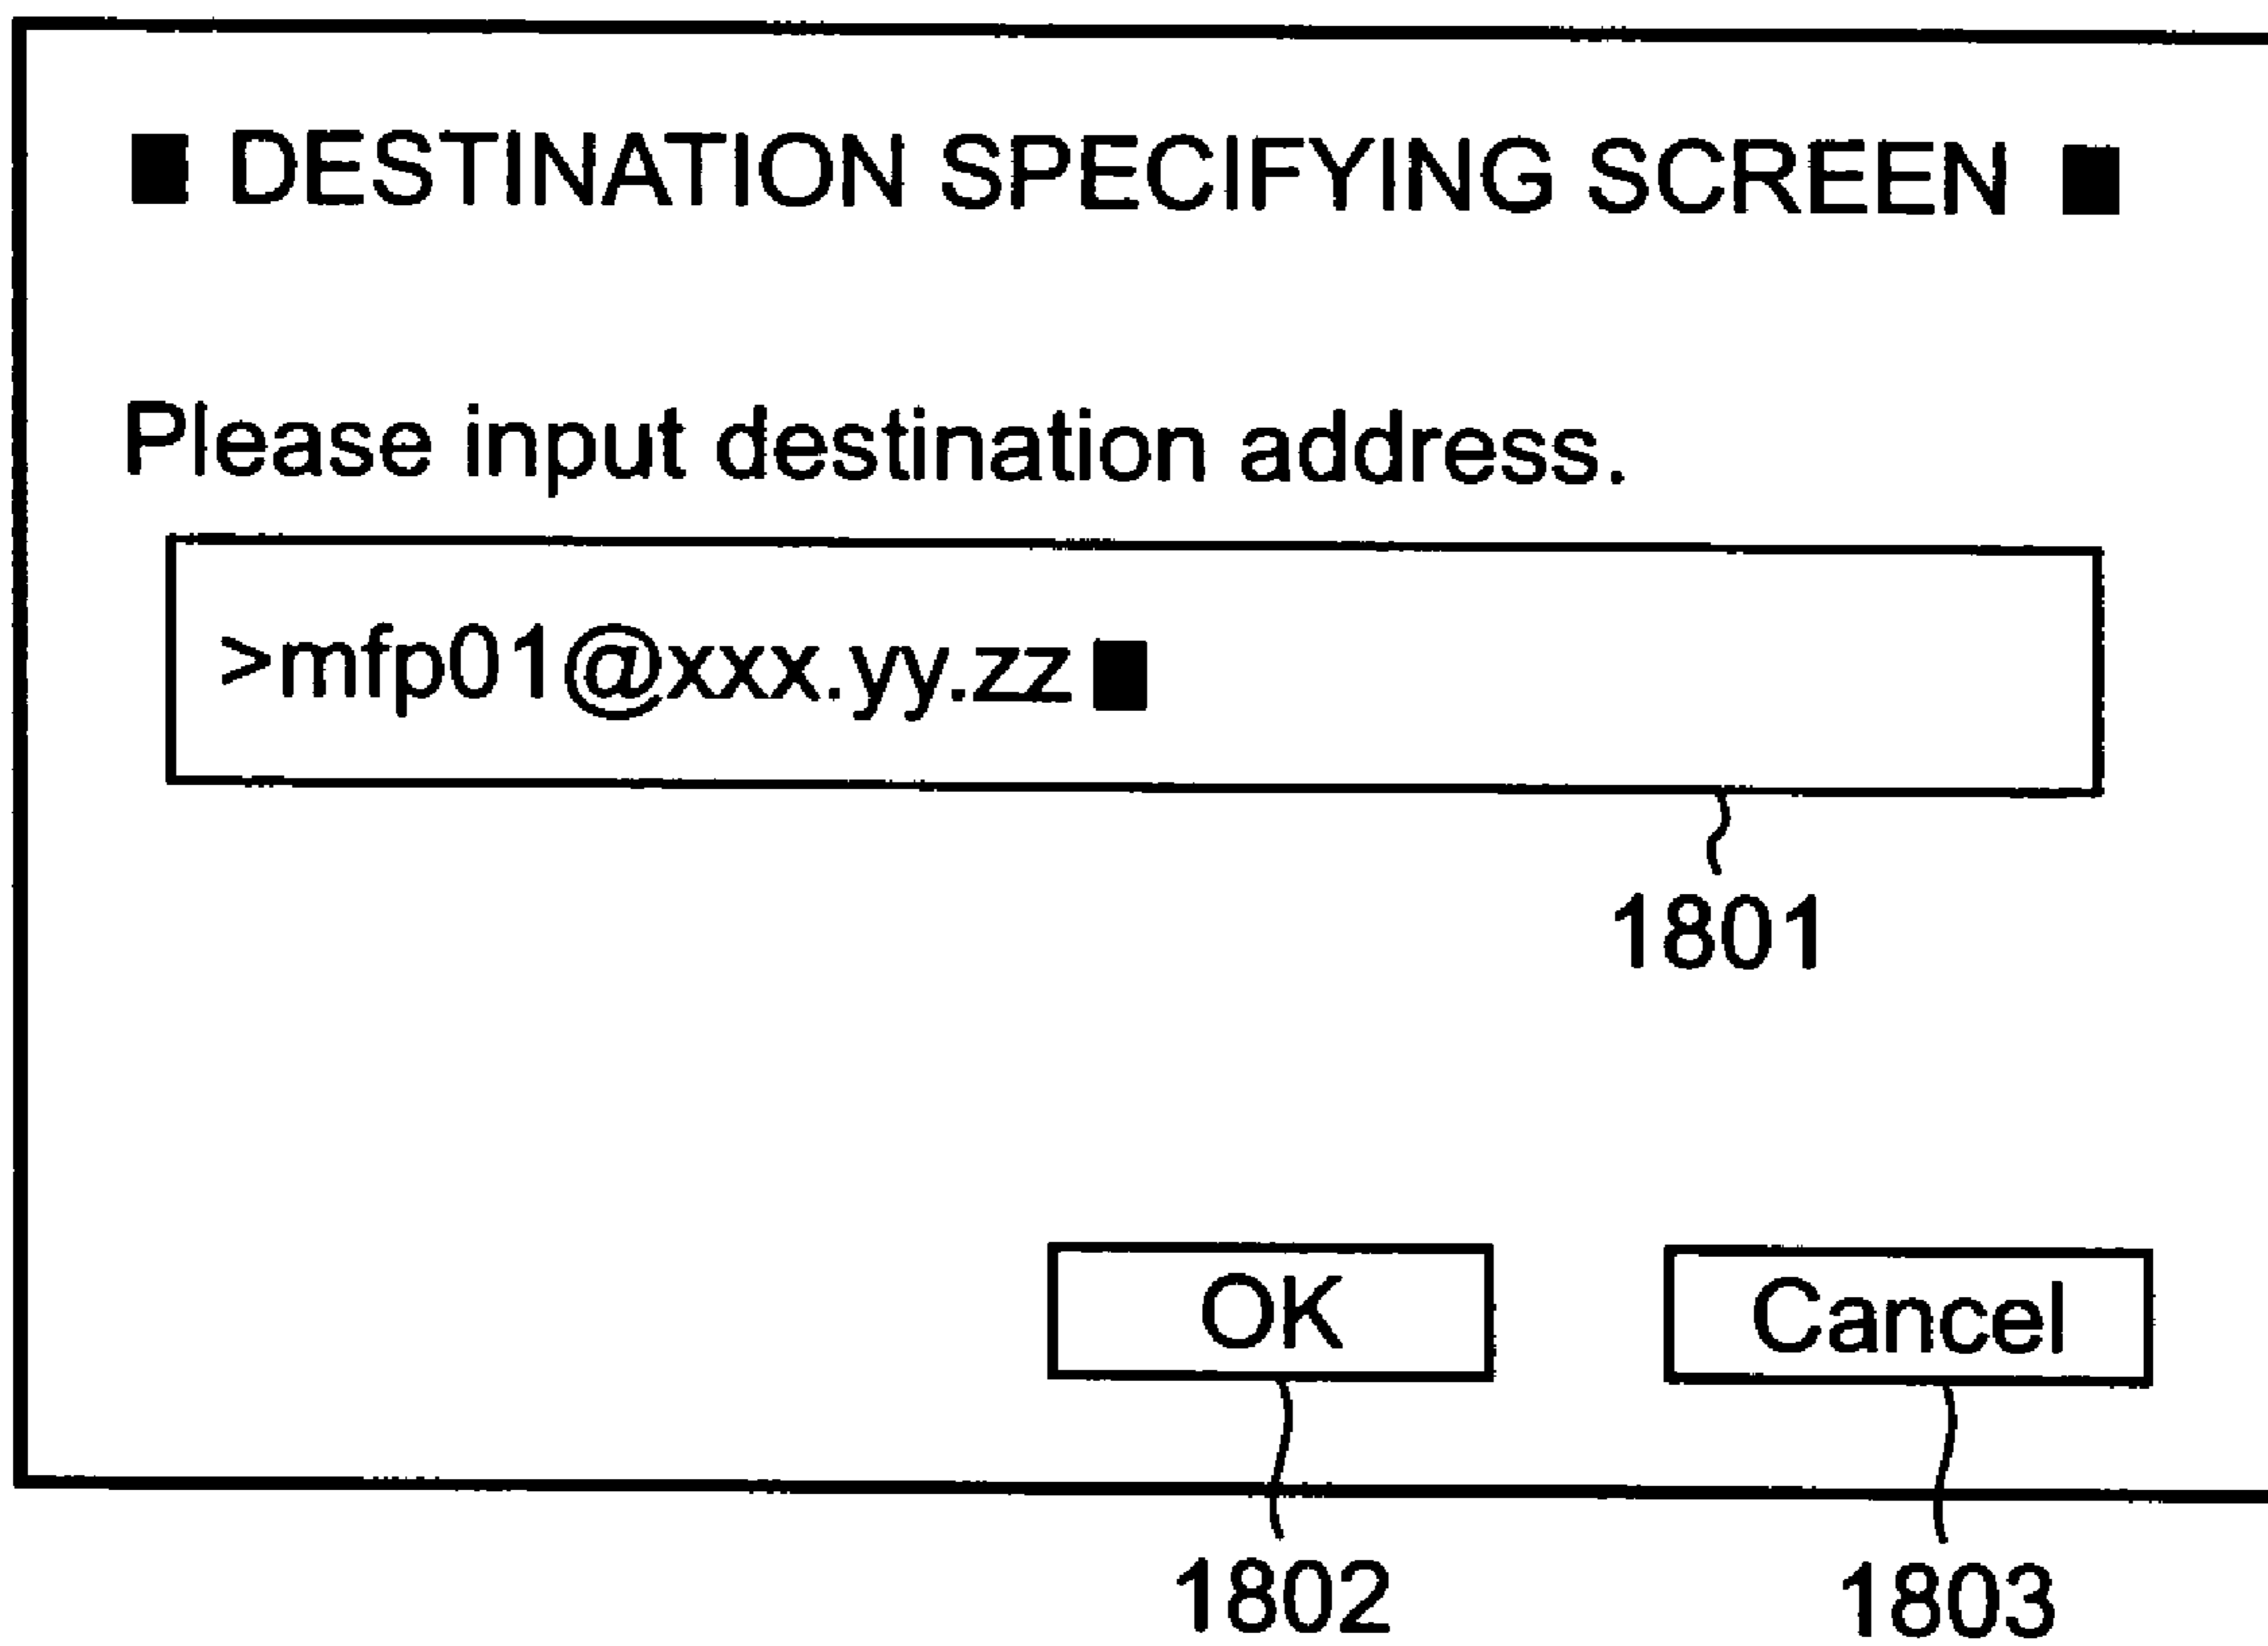 ■ DESTINATION SPECIFYING SCREEN ■
Please input destination address.
>mfp01@xxx.yy.zz■
1801
OK Cancel
1802 1803